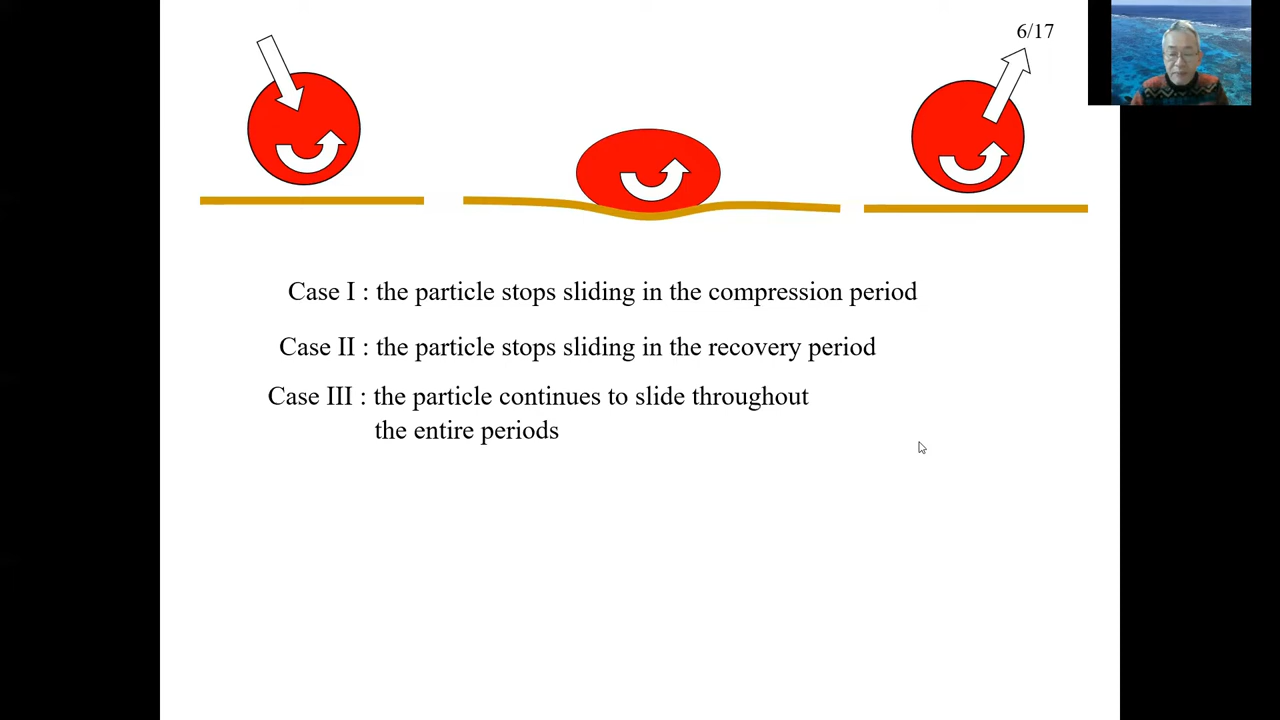 6/17
Case I : the particle stops sliding in the compression period
Case II : the particle stops sliding in the recovery period
Case III : the particle continues to slide throughout
the entire periods